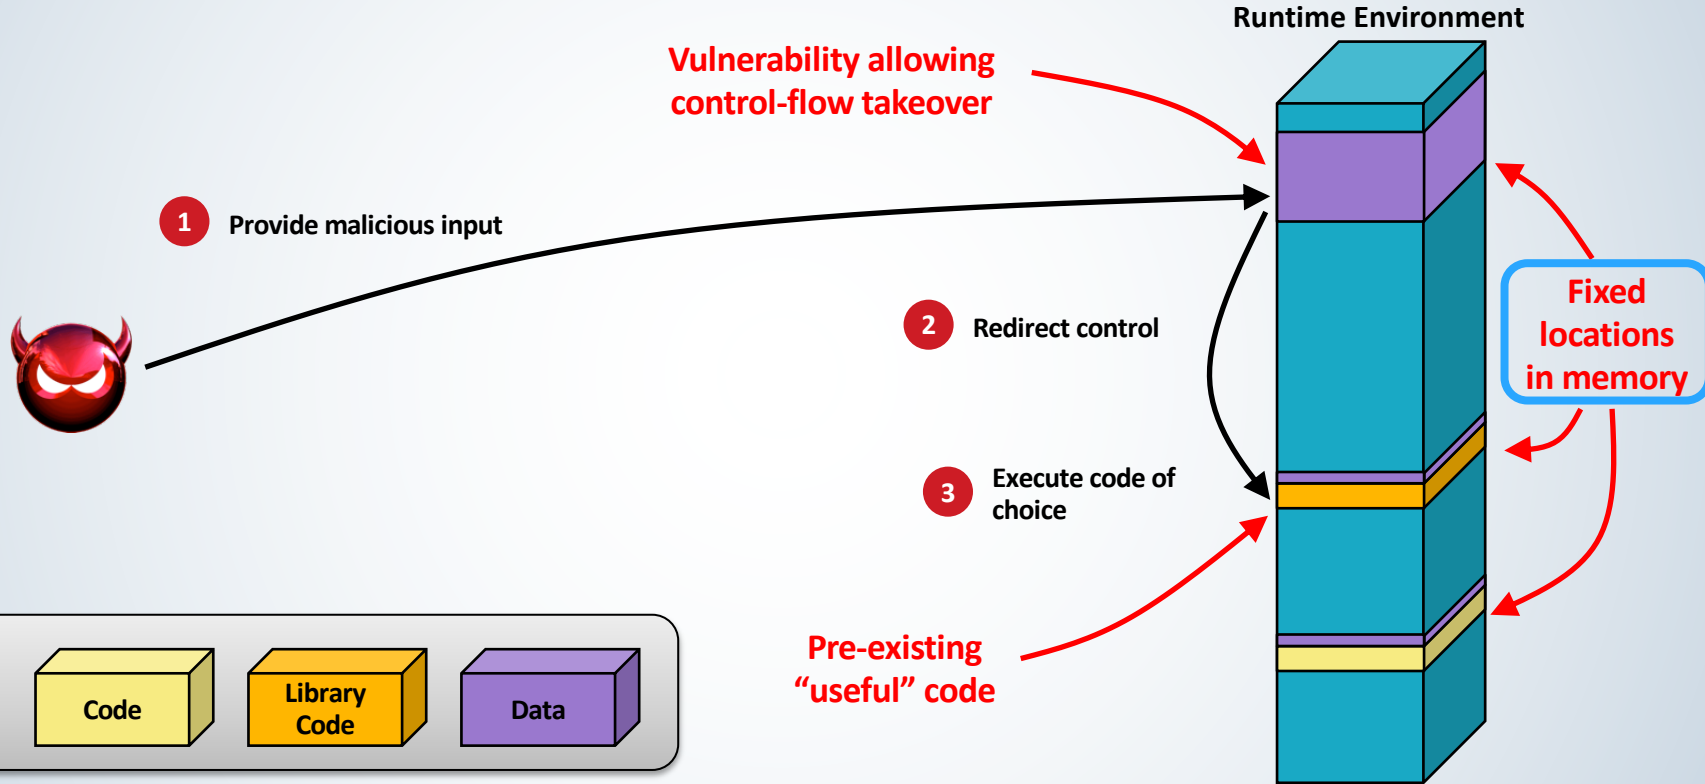 Runtime Environment
Vulnerability allowing
control-flow takeover
1
Provide malicious input
2
Redirect control
Fixed
locations
in memory
3
Execute code of
choice
Pre-existing
“useful” code
Code
Library
Code
Data